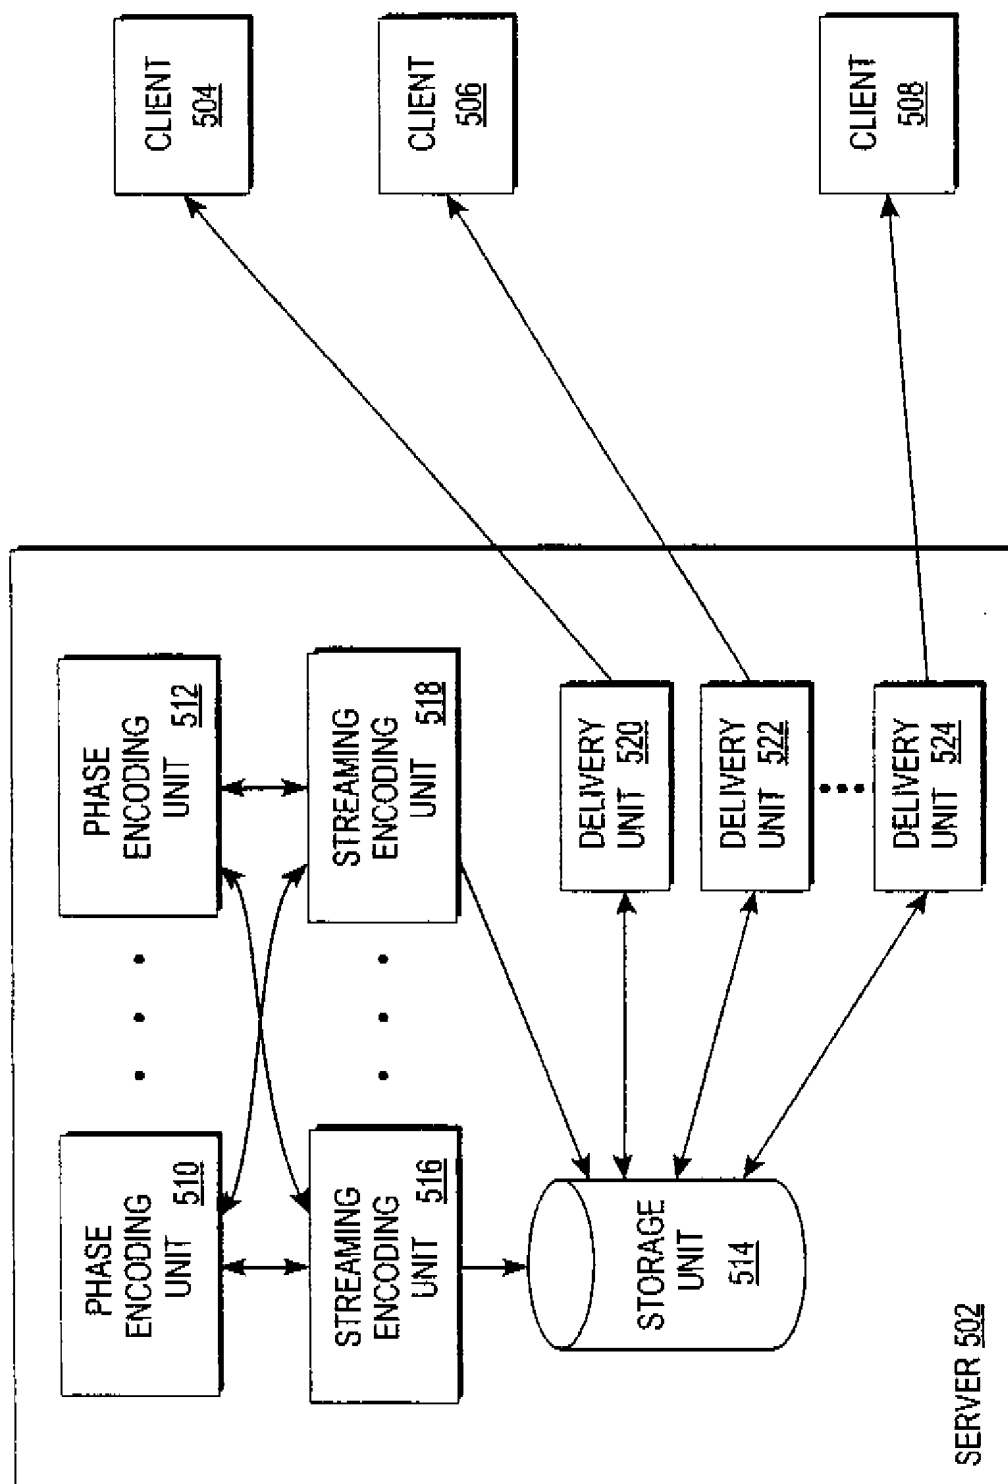 PHASE
ENCODING
UNIT 510
PHASE
ENCODING
UNIT 512
STREAMING
ENCODING
UNIT 516
STREAMING
ENCODING
UNIT 518
STORAGE
UNIT
514
DELIVERY
UNIT 520
DELIVERY
UNIT 522
DELIVERY
UNIT 524
SERVER 502
CLIENT
504
CLIENT
506
CLIENT
508